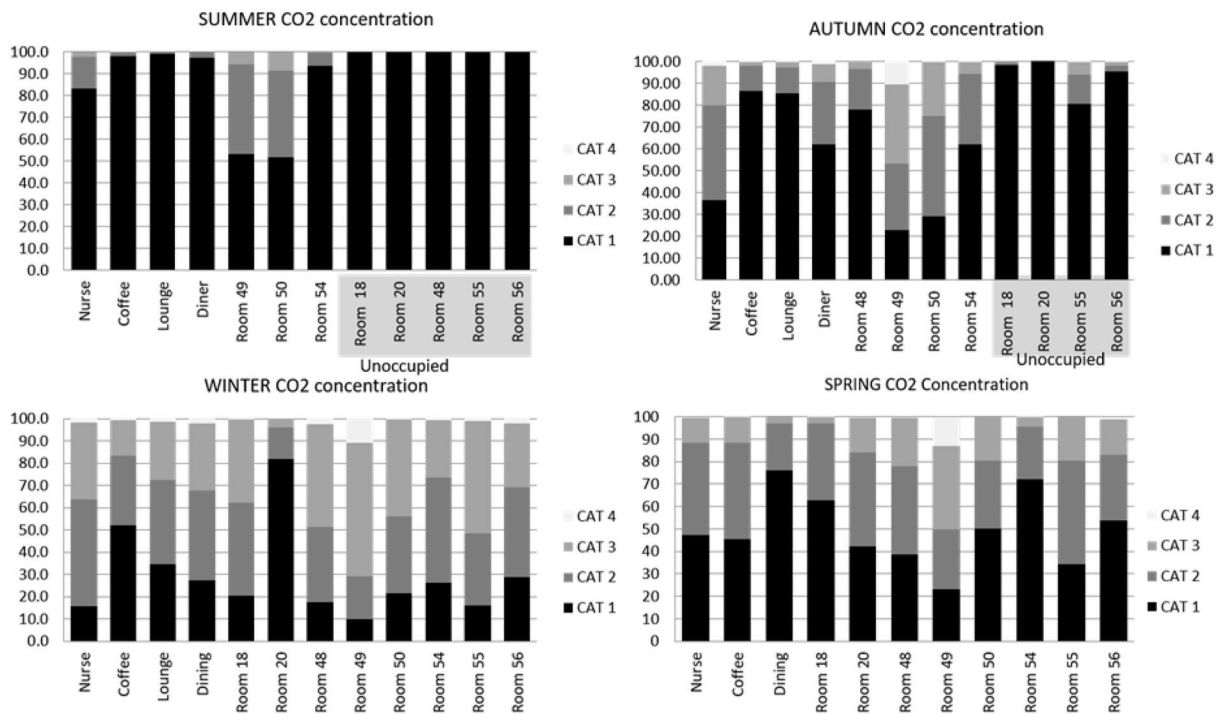 SUMMER CO2 concentration
100.0
90.0
80.0
70.0
60.0
50.0
40.0
30.0
20.0
10.0
0.0
Nurse
Coffee
Lounge
Diner
Room 49
Room 50
Room 54
Room 18
Room 20
Room 48
Room 55
Room 56
Unoccupied
CAT 4
CAT 3
CAT 2
CAT 1
AUTUMN CO2 concentration
100.00
90.00
80.00
70.00
60.00
50.00
40.00
30.00
20.00
10.00
0.00
Nurse
Coffee
Lounge
Diner
Room 48
Room 49
Room 50
Room 54
Room 18
Room 20
Room 55
Room 56
Unoccupied
CAT 4
CAT 3
CAT 2
CAT 1
WINTER CO2 concentration
100.0
90.0
80.0
70.0
60.0
50.0
40.0
30.0
20.0
10.0
0.0
Nurse
Coffee
Lounge
Dining
Room 18
Room 20
Room 48
Room 49
Room 50
Room 54
Room 55
Room 56
CAT 4
CAT 3
CAT 2
CAT 1
SPRING CO2 Concentration
100
90
80
70
60
50
40
30
20
10
0
Nurse
Coffee
Dining
Room 18
Room 20
Room 48
Room 49
Room 50
Room 54
Room 55
Room 56
CAT 4
CAT 3
CAT 2
CAT 1